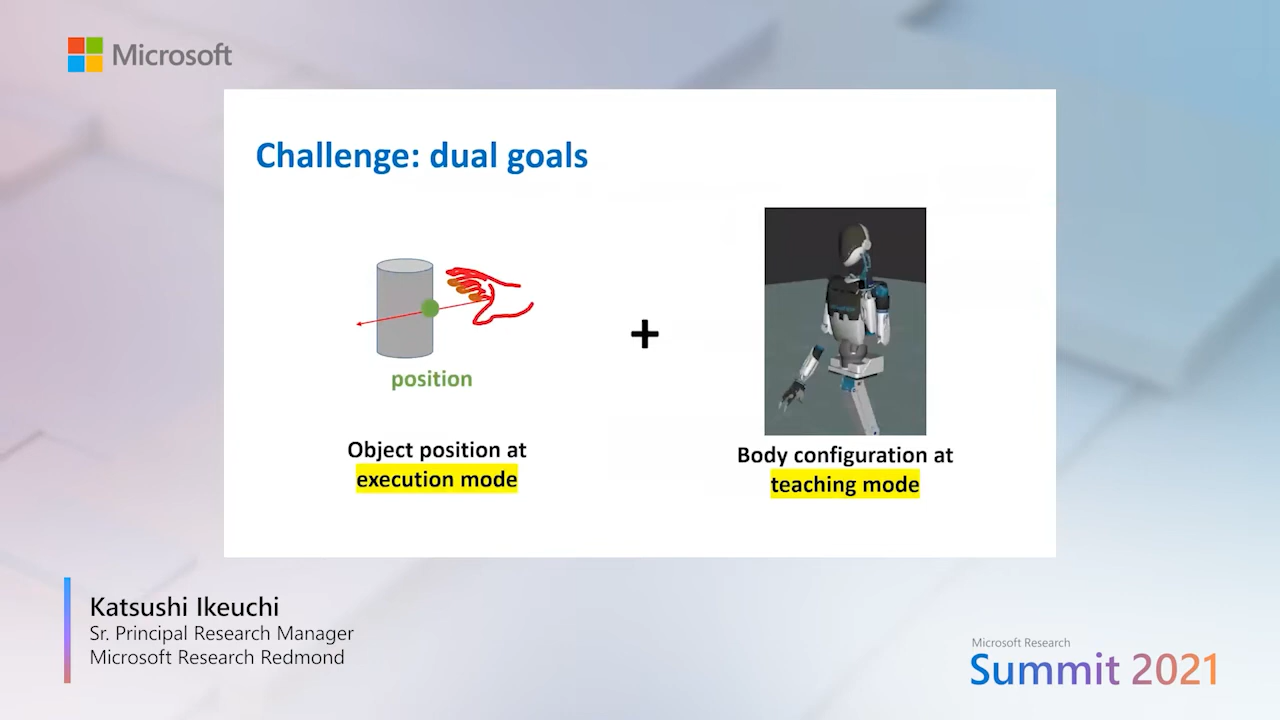 Microsoft
Challenge: dual goals
position
+
Object position at
execution mode
Body configuration at
teaching mode
Katsushi Ikeuchi
Sr. Principal Research Manager
Microsoft Research Redmond
Microsoft Research
Summit 2021